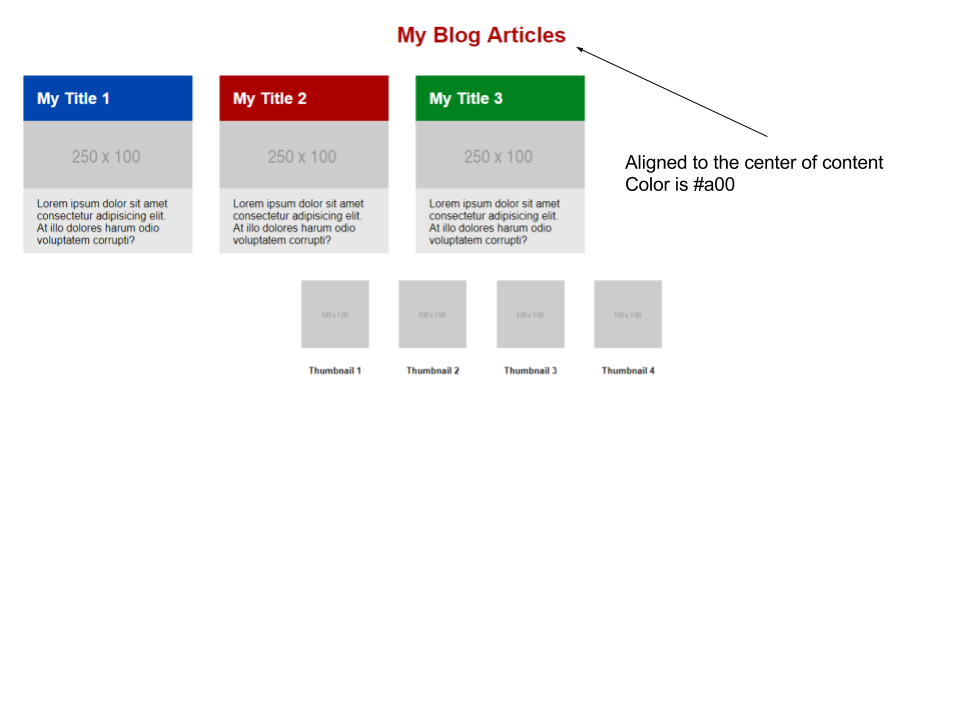 My Blog Articles
My Title 1
My Title 2
My Title 3
250 x 100
250 x 100
250 x 100
Aligned to the center of content
Color is #a00
Lorem ipsum dolor sit amet
consectetur adipisicing elit.
At illo dolores harum odio
voluptatem corrupti?
Lorem ipsum dolor sit amet
consectetur adipisicing elit.
At illo dolores harum odio
voluptatem corrupti?
Lorem ipsum dolor sit amet
consectetur adipisicing elit.
At illo dolores harum odio
voluptatem corrupti?
100 x 100
100 x 100
100 x 100
100 x 100
Thumbnail 1
Thumbnail 2
Thumbnail 3
Thumbnail 4